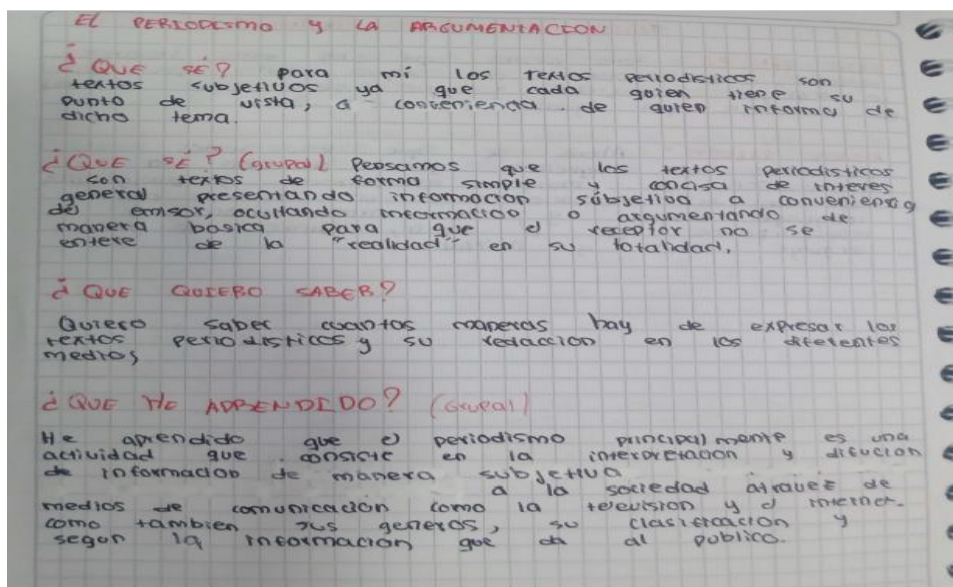 EL PERIODISMO Y LA ARGUMENTACION
¿ QUE SÉ? para mi los textos periodisticos son
textos subjetivos ya que cada quien tiene su
punto de vista, a conveniencia de quien informa de
dicho tema.
¿QUE SÉ? (grupal) Pensamos que los textos periodisticos
son textos de forma simple y concisa de interes
general presentando informacion subjetiva a conveniencia
del emisor, ocultando informacion o argumentando de
manera basica para que el receptor no se
entere de la "realidad" en su totalidad.
¿ QUE QUIERO SABER?
Quiero saber cuantas maneras hay de expresar los
textos periodisticos y su redaccion en los diferentes
medios,
¿ QUE HE APRENDIDO? (Grupal)
He aprendido que el periodismo principalmente es una
actividad que consiste en la interpretacion y difucion
de informacion de manera subjetiva
a la sociedad atravez de
medios de comunicación como la television y el internet.
como tambien sus generos, su clasificacion y
segun la informacion que da al publico.